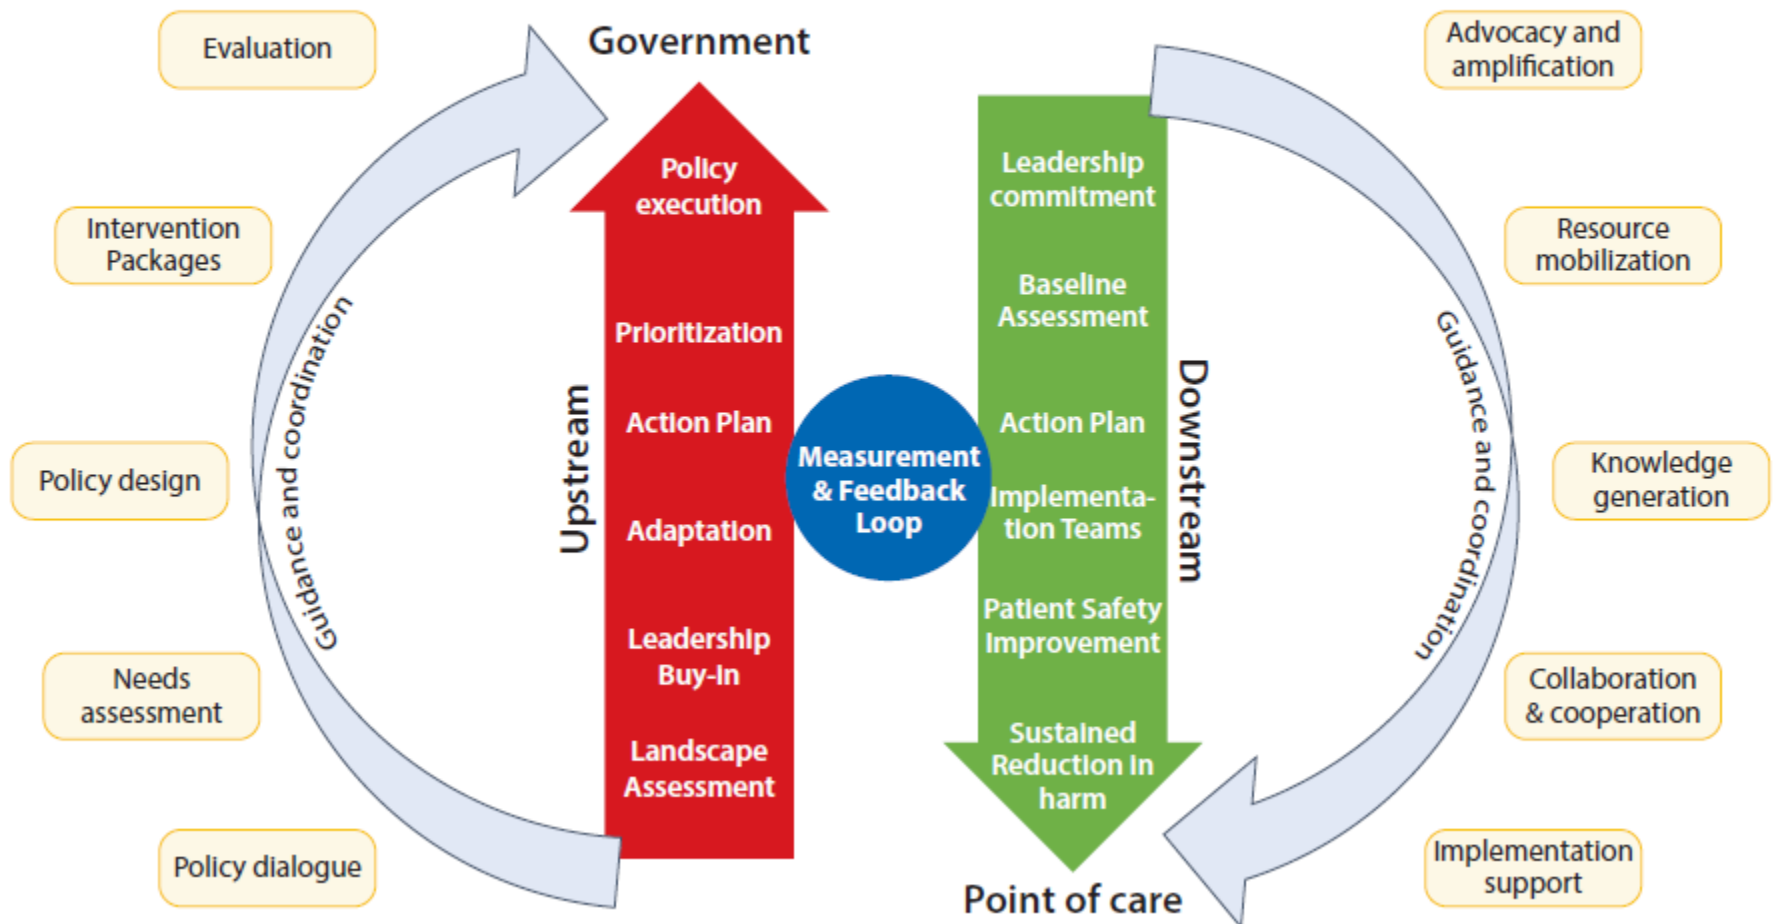 Evaluation
Intervention
Packages
Policy design
Needs
assessment
Policy dialogue
Guidance and coordination
Government
Upstream
Policy
execution
Prioritization
Action Plan
Adaptation
Leadership
Buy-In
Landscape
Assessment
Measurement
& Feedback
Loop
Leadership
commitment
Baseline
Assessment
Action Plan
Implementa-
tion Teams
Patient Safety
Improvement
Sustained
Reduction in
harm
Downstream
Point of care
Guidance and coordination
Advocacy and
amplification
Resource
mobilization
Knowledge
generation
Collaboration
& cooperation
Implementation
support